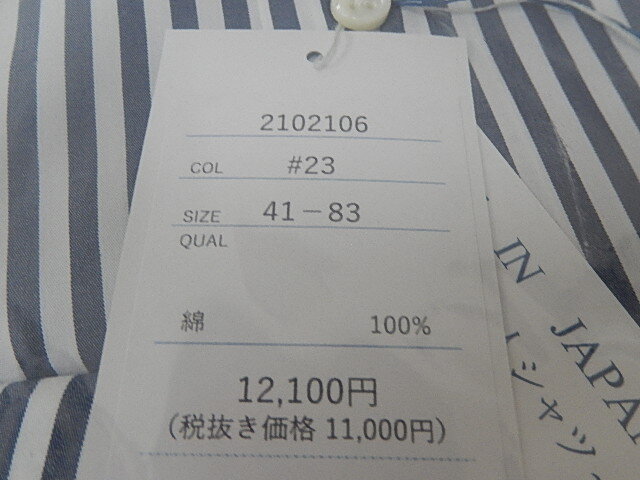 2102106
COL #23
SIZE 41－83
QUAL
綿 100%
12,100円
(税抜き価格 11,000円)
IN JAPAN
シャツ